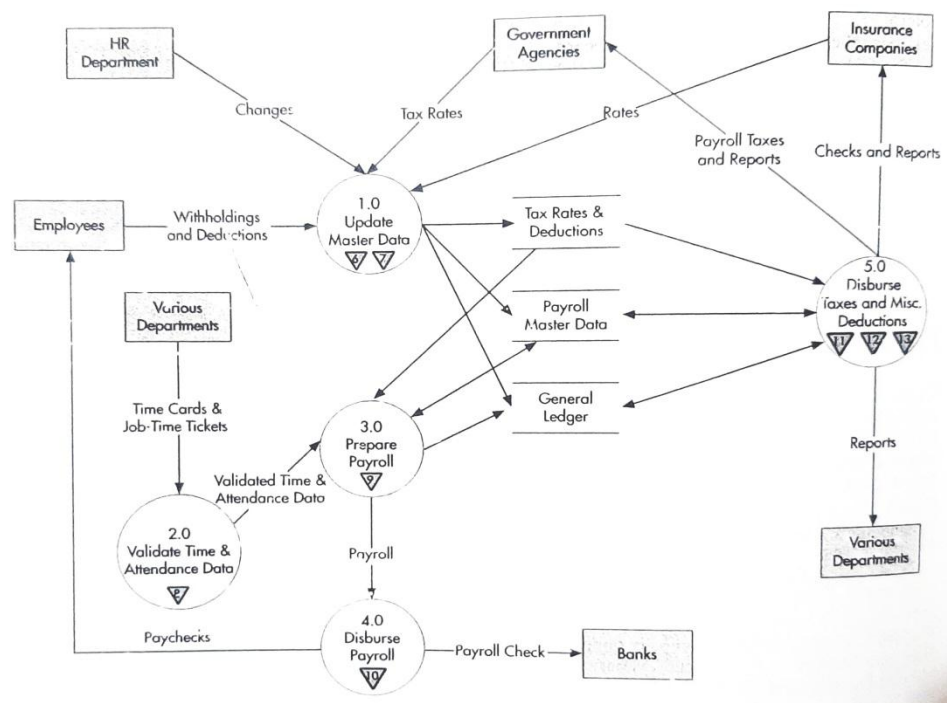 HR
Department
Government
Agencies
Insurance
Companies
Changes
Tax Rates
Rates
Payroll Taxes
and Reports
Checks and Reports
Employees
Withholdings
and Deductions
1.0
Update
Master Data
6 7
Tax Rates &
Deductions
5.0
Disburse
Taxes and Misc.
Deductions
11 12 13
Various
Departments
Payroll
Master Data
Time Cards &
Job-Time Tickets
General
Ledger
3.0
Prepare
Payroll
9
Reports
Validated Time &
Attendance Data
2.0
Validate Time &
Attendance Data
8
Payroll
Various
Departments
Paychecks
4.0
Disburse
Payroll
10
Payroll Check
Banks